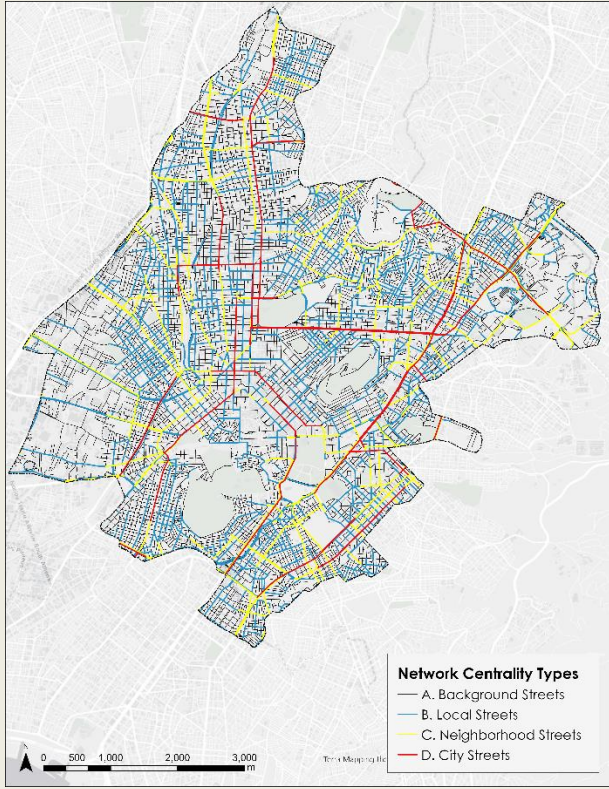 Network Centrality Types
A. Background Streets
B. Local Streets
C. Neighborhood Streets
D. City Streets
N
0 500 1,000 2,000 3,000
m
Mapping